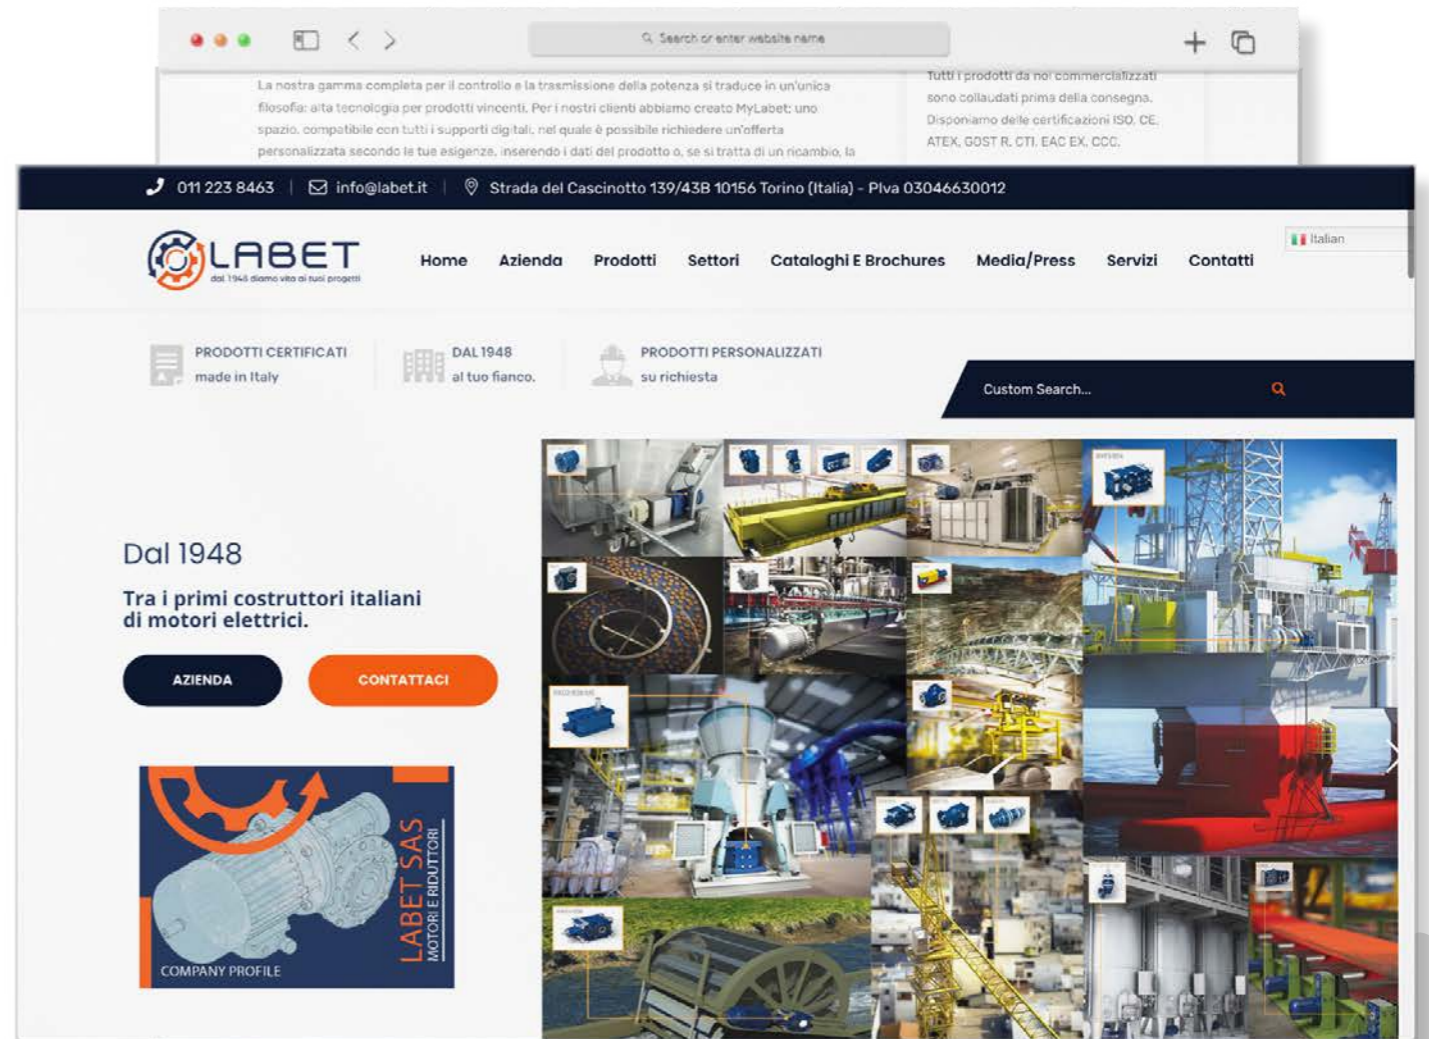 Search or enter website name
La nostra gamma completa per il controllo e la trasmissione della potenza si traduce in un'unica
filosofia: alta tecnologia per prodotti vincenti. Per i nostri clienti abbiamo creato MyLabet: uno
spazio, compatibile con tutti i supporti digitali, nel quale è possibile richiedere un'offerta
personalizzata secondo le tue esigenze, inserendo i dati del prodotto o, se si tratta di un ricambio, la
Tutti i prodotti da noi commercializzati
sono collaudati prima della consegna.
Disponiamo delle certificazioni ISO, CE,
ATEX, GOST R, CTI, EAC EX, CCC.
011 223 8463 | info@labet.it | Strada del Cascinotto 139/43B 10156 Torino (Italia) - PIva 03046630012
LABET
dal 1948 diamo vita ai tuoi progetti
Home Azienda Prodotti Settori Cataloghi E Brochures Media/Press Servizi Contatti
Italian
PRODOTTI CERTIFICATI
made in Italy
DAL 1948
al tuo fianco.
PRODOTTI PERSONALIZZATI
su richiesta
Custom Search...
Dal 1948
Tra i primi costruttori italiani
di motori elettrici.
AZIENDA
CONTATTACI
LABET SAS
MOTORI E RIDUTTORI
COMPANY PROFILE